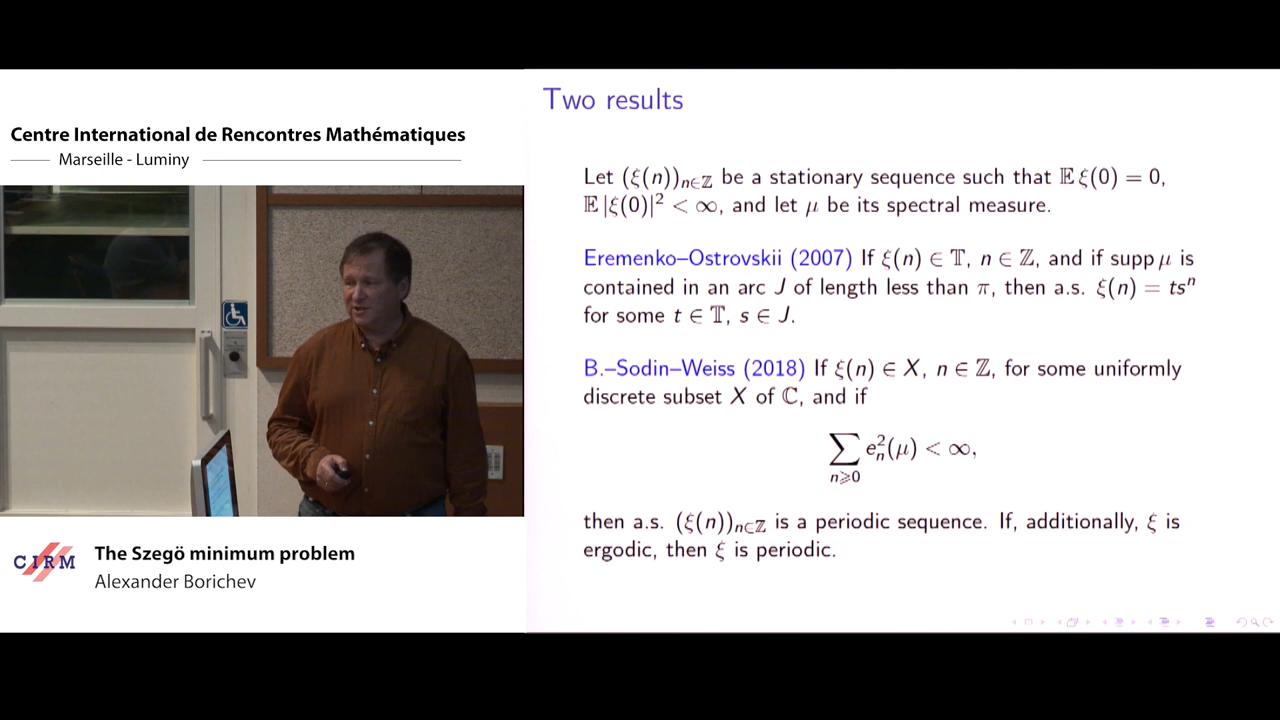 Centre International de Rencontres Mathématiques
Marseille - Luminy
CIRM
The Szegö minimum problem
Alexander Borichev
Two results
Let (ξ(n))ₙ∈ℤ be a stationary sequence such that 𝔼 ξ(0) = 0,
𝔼 |ξ(0)|² < ∞, and let μ be its spectral measure.
Eremenko–Ostrovskii (2007) If ξ(n) ∈ 𝕋, n ∈ ℤ, and if supp μ is
contained in an arc J of length less than π, then a.s. ξ(n) = tsⁿ
for some t ∈ 𝕋, s ∈ J.
B.–Sodin–Weiss (2018) If ξ(n) ∈ X, n ∈ ℤ, for some uniformly
discrete subset X of ℂ, and if
∑ₙ⩾₀ eₙ²(μ) < ∞,
then a.s. (ξ(n))ₙ∈ℤ is a periodic sequence. If, additionally, ξ is
ergodic, then ξ is periodic.